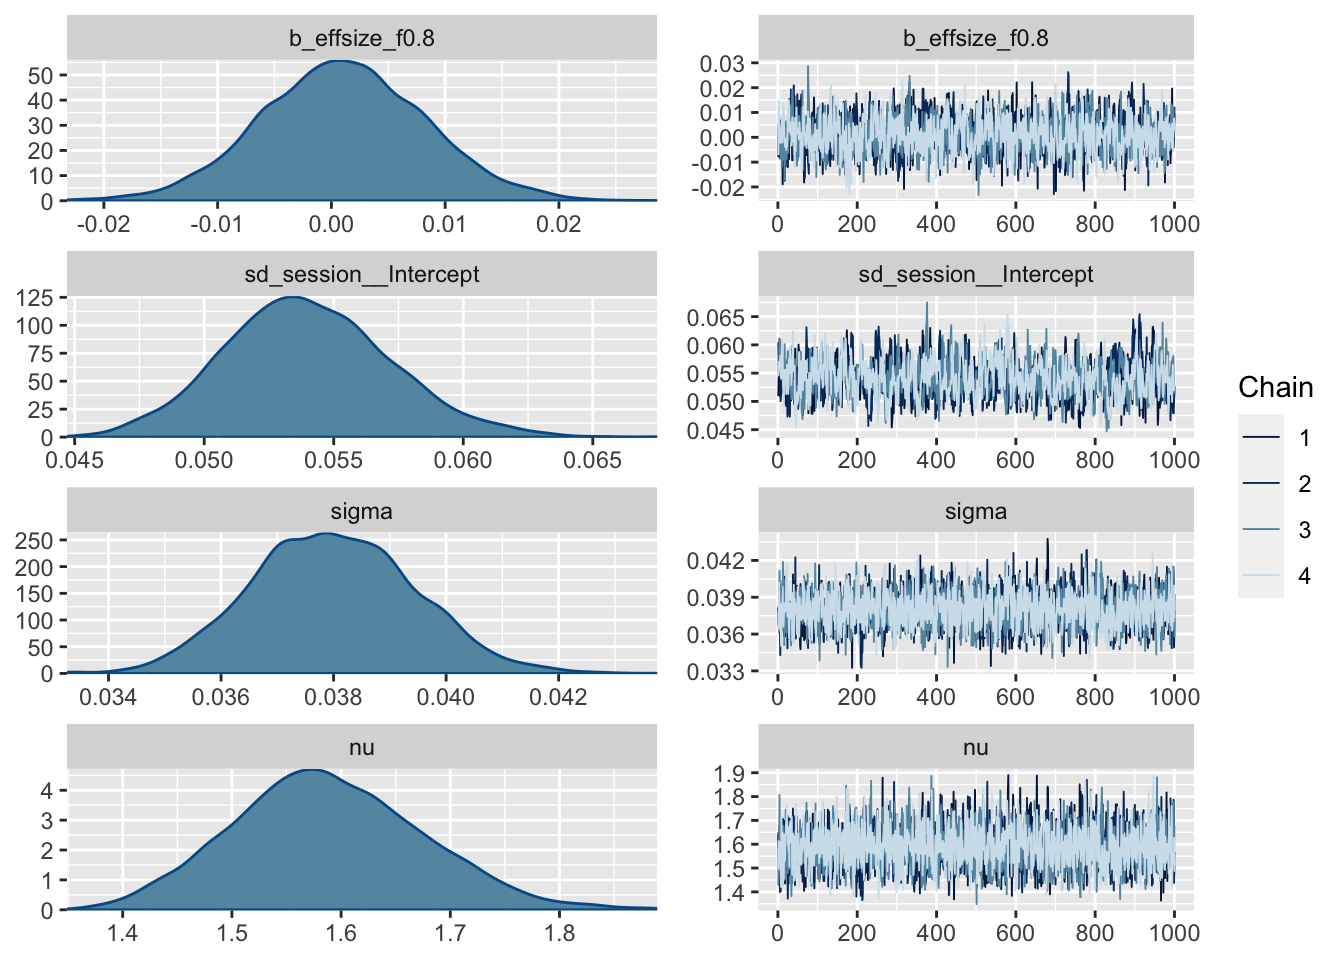 b_effsize_f0.8
50
40
30
20
10
0
-0.02 -0.01 0.00 0.01 0.02
b_effsize_f0.8
0.03
0.02
0.01
0.00
-0.01
-0.02
0 200 400 600 800 1000
sd_session__Intercept
125
100
75
50
25
0
0.045 0.050 0.055 0.060 0.065
sd_session__Intercept
0.065
0.060
0.055
0.050
0.045
0 200 400 600 800 1000
sigma
250
200
150
100
50
0
0.034 0.036 0.038 0.040 0.042
sigma
0.042
0.039
0.036
0.033
0 200 400 600 800 1000
nu
4
3
2
1
0
1.4 1.5 1.6 1.7 1.8
nu
1.9
1.8
1.7
1.6
1.5
1.4
0 200 400 600 800 1000
Chain
1
2
3
4